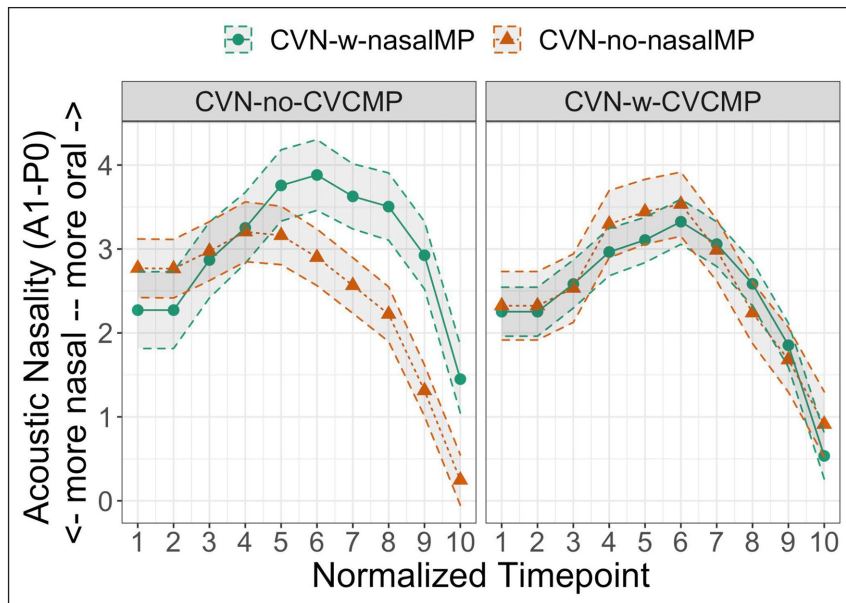 CVN-w-nasalMP CVN-no-nasalMP
CVN-no-CVCMP CVN-w-CVCMP
Acoustic Nasality (A1-P0)
<- more nasal -- more oral ->
4
3
2
1
0
1 2 3 4 5 6 7 8 9 10 1 2 3 4 5 6 7 8 9 10
Normalized Timepoint